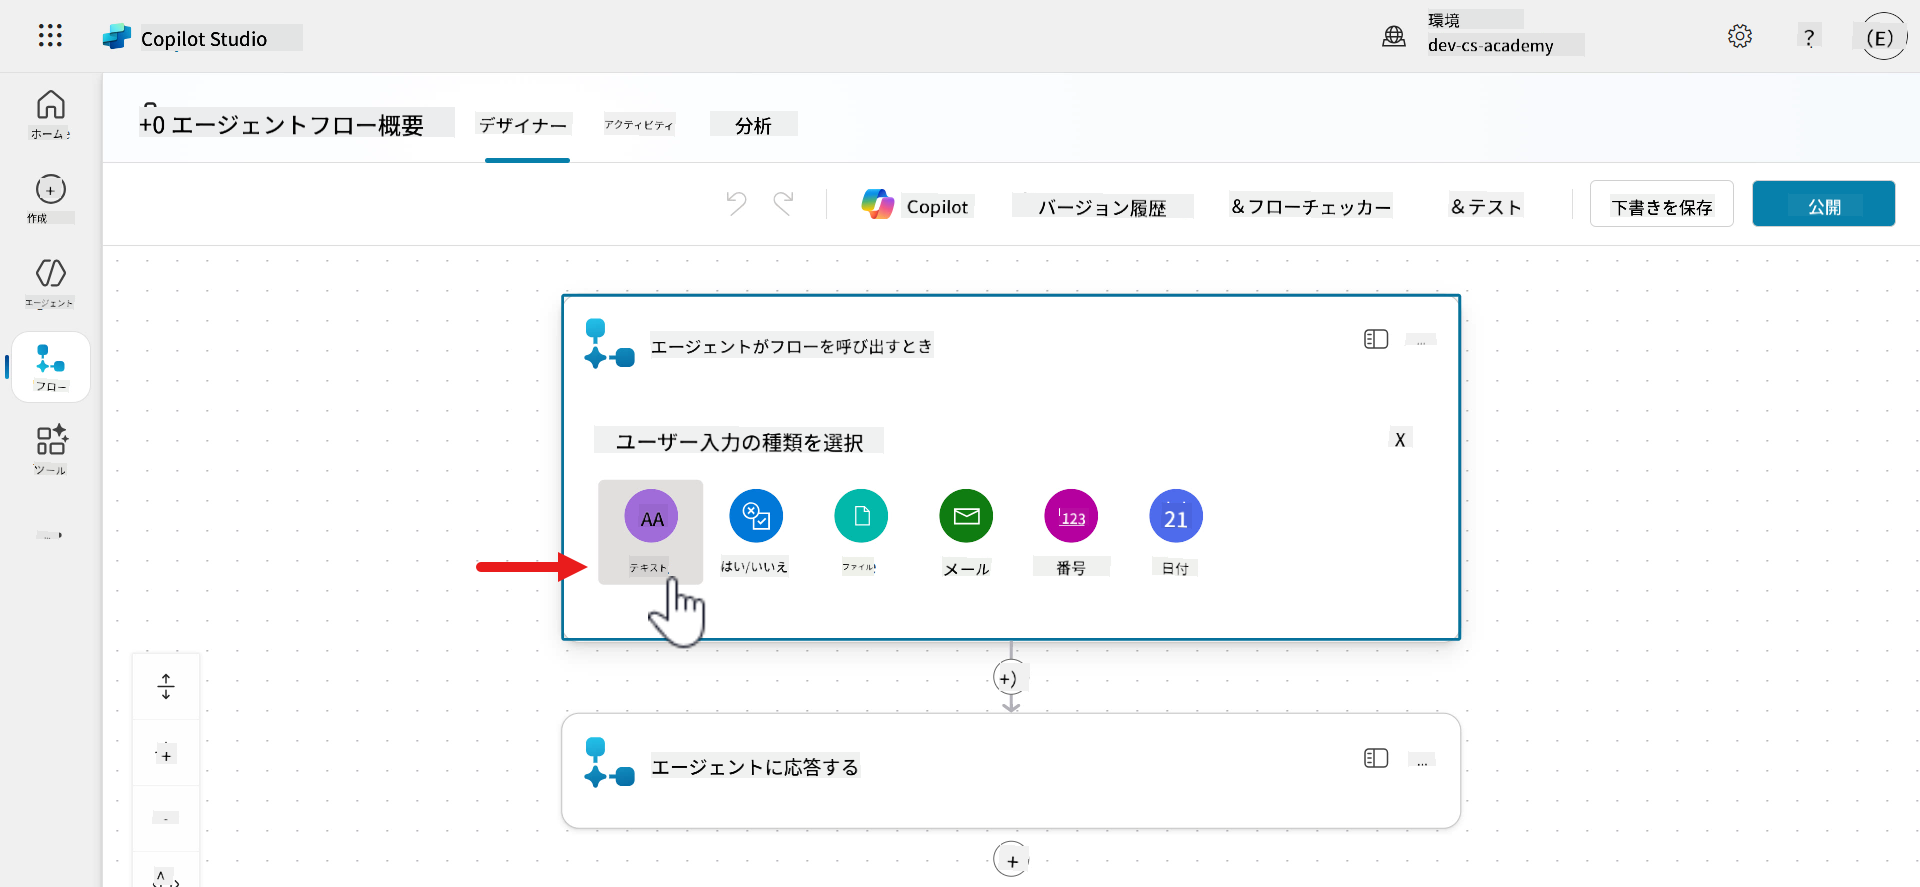 Copilot Studio
環境
dev-cs-academy
?
(E)
ホーム
作成
エージェント
フロー
ツール
+0 エージェントフロー概要
デザイナー
アクティビティ
分析
Copilot
バージョン履歴
&フローチェッカー
&テスト
下書きを保存
公開
エージェントがフローを呼び出すとき
...
ユーザー入力の種類を選択
X
AA
123
21
テキスト
はい/いいえ
ファイル
メール
番号
日付
エージェントに応答する
...